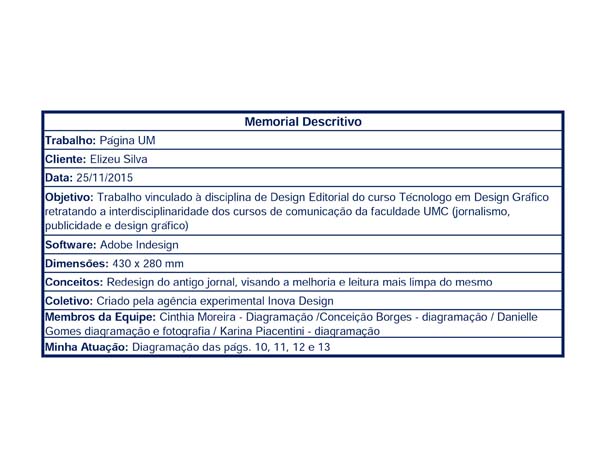 Memorial Descritivo
Trabalho: Página UM
Cliente: Elizeu Silva
Data: 25/11/2015
Objetivo: Trabalho vinculado à disciplina de Design Editorial do curso Técnologo em Design Gráfico
retratando a interdisciplinaridade dos cursos de comunicação da faculdade UMC (jornalismo,
publicidade e design gráfico)
Software: Adobe Indesign
Dimensões: 430 x 280 mm
Conceitos: Redesign do antigo jornal, visando a melhoria e leitura mais limpa do mesmo
Coletivo: Criado pela agência experimental Inova Design
Membros da Equipe: Cinthia Moreira - Diagramação /Conceição Borges - diagramação / Danielle
Gomes diagramação e fotografia / Karina Piacentini - diagramação
Minha Atuação: Diagramação das págs. 10, 11, 12 e 13